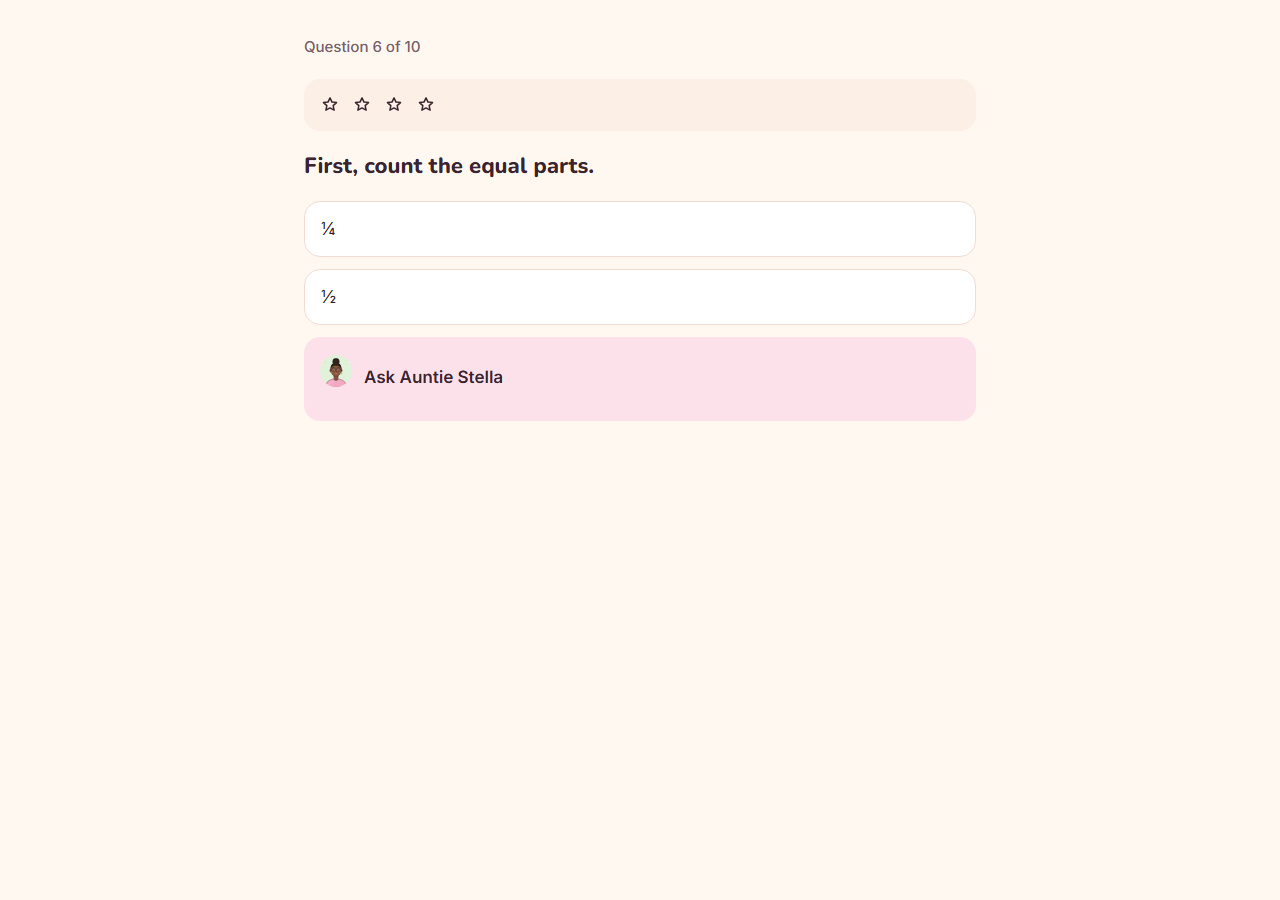 Question 6 of 10
First, count the equal parts.
¼
½
Ask Auntie Stella